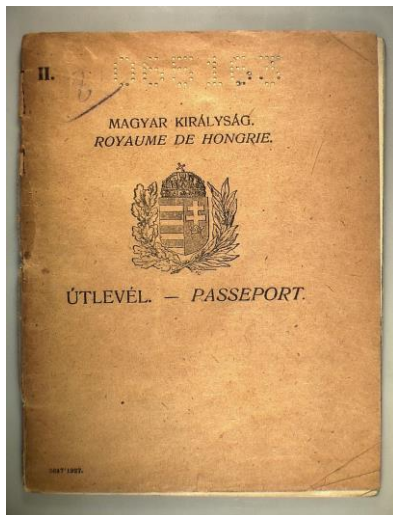 II.
MAGYAR KIRÁLYSÁG.
ROYAUME DE HONGRIE.
ÚTLEVÉL. — PASSEPORT.